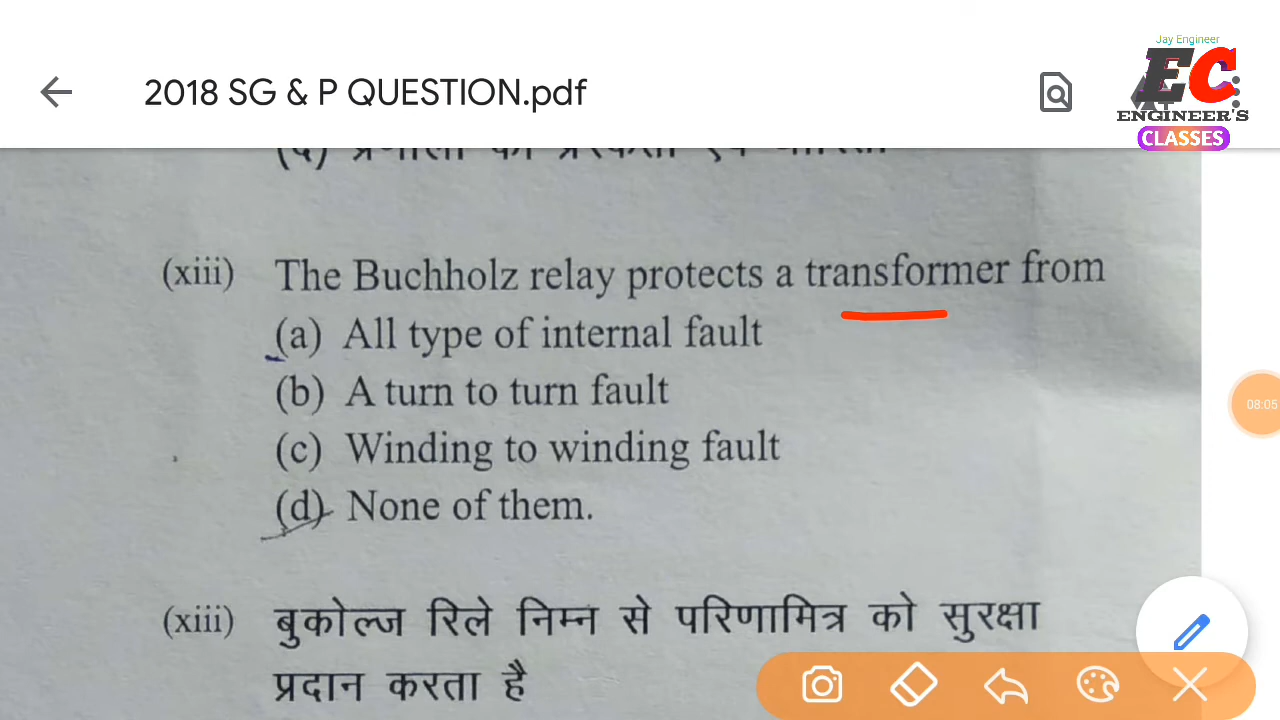 Jay Engineer
EC
ENGINEER'S
CLASSES
2018 SG & P QUESTION.pdf
(xiii) The Buchholz relay protects a transformer from
(a) All type of internal fault
(b) A turn to turn fault
(c) Winding to winding fault
(d) None of them.
08:05
(xiii) बुकोल्ज रिले निम्न से परिणामित्र को सुरक्षा
प्रदान करता है